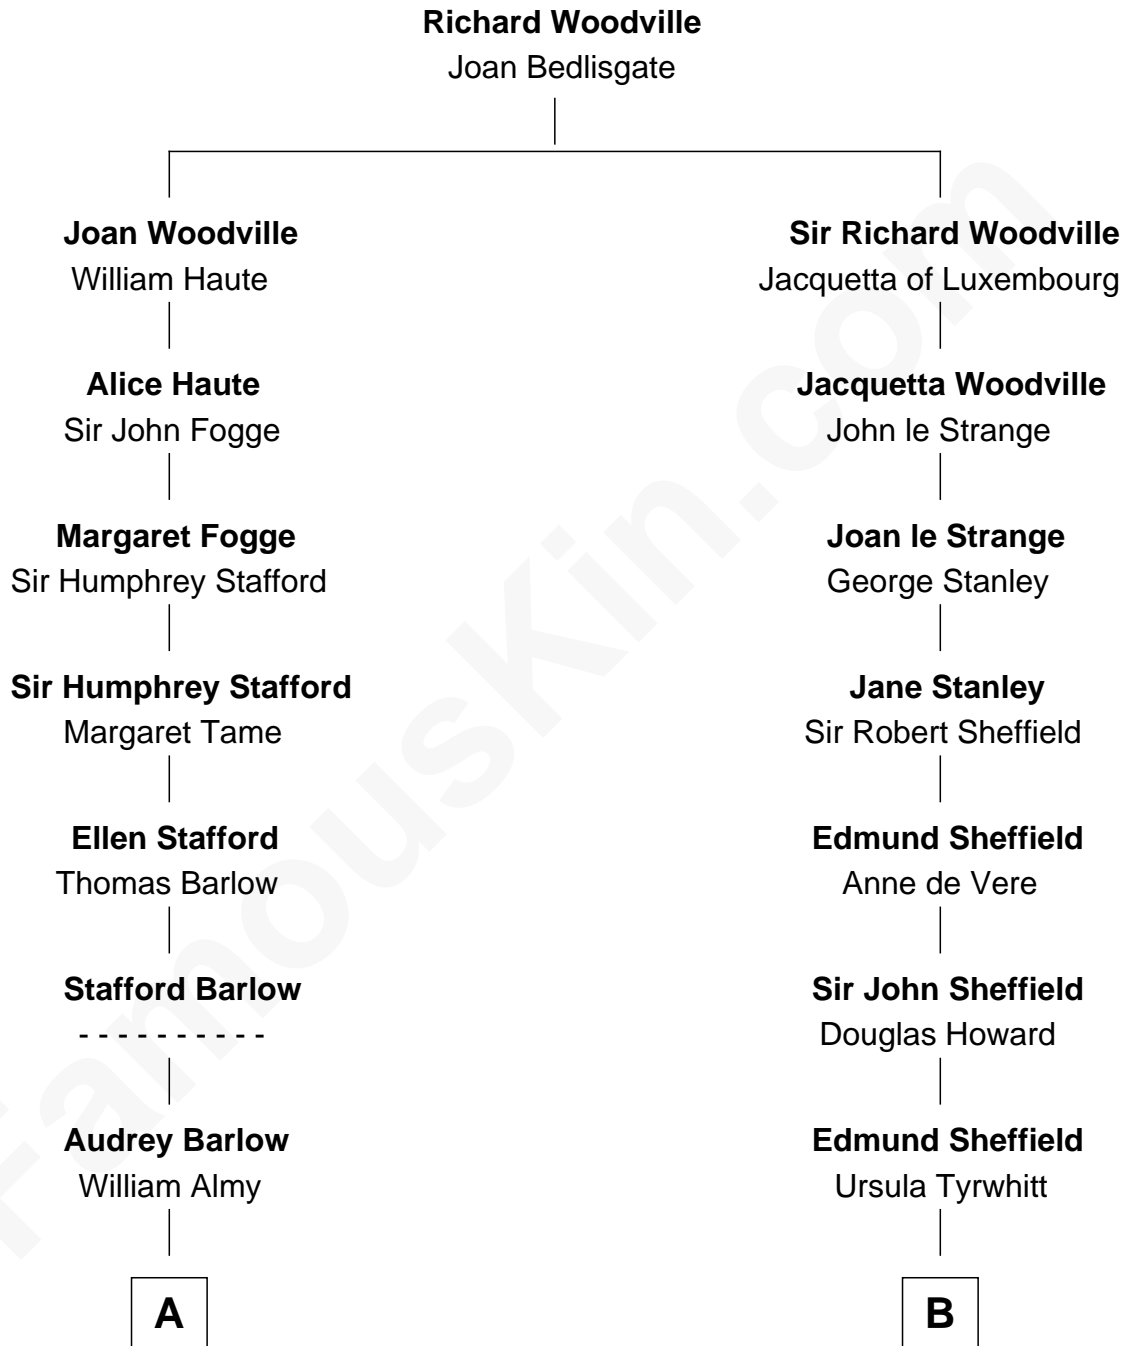 Richard Woodville
Joan Bedlisgate
Joan Woodville
William Haute
Sir Richard Woodville
Jacquetta of Luxembourg
Alice Haute
Sir John Fogge
Jacquetta Woodville
John le Strange
Margaret Fogge
Sir Humphrey Stafford
Joan le Strange
George Stanley
Sir Humphrey Stafford
Margaret Tame
Jane Stanley
Sir Robert Sheffield
Ellen Stafford
Thomas Barlow
Edmund Sheffield
Anne de Vere
Stafford Barlow
- - - - - - - - - -
Sir John Sheffield
Douglas Howard
Audrey Barlow
William Almy
Edmund Sheffield
Ursula Tyrwhitt
A
B
FamousKin.com